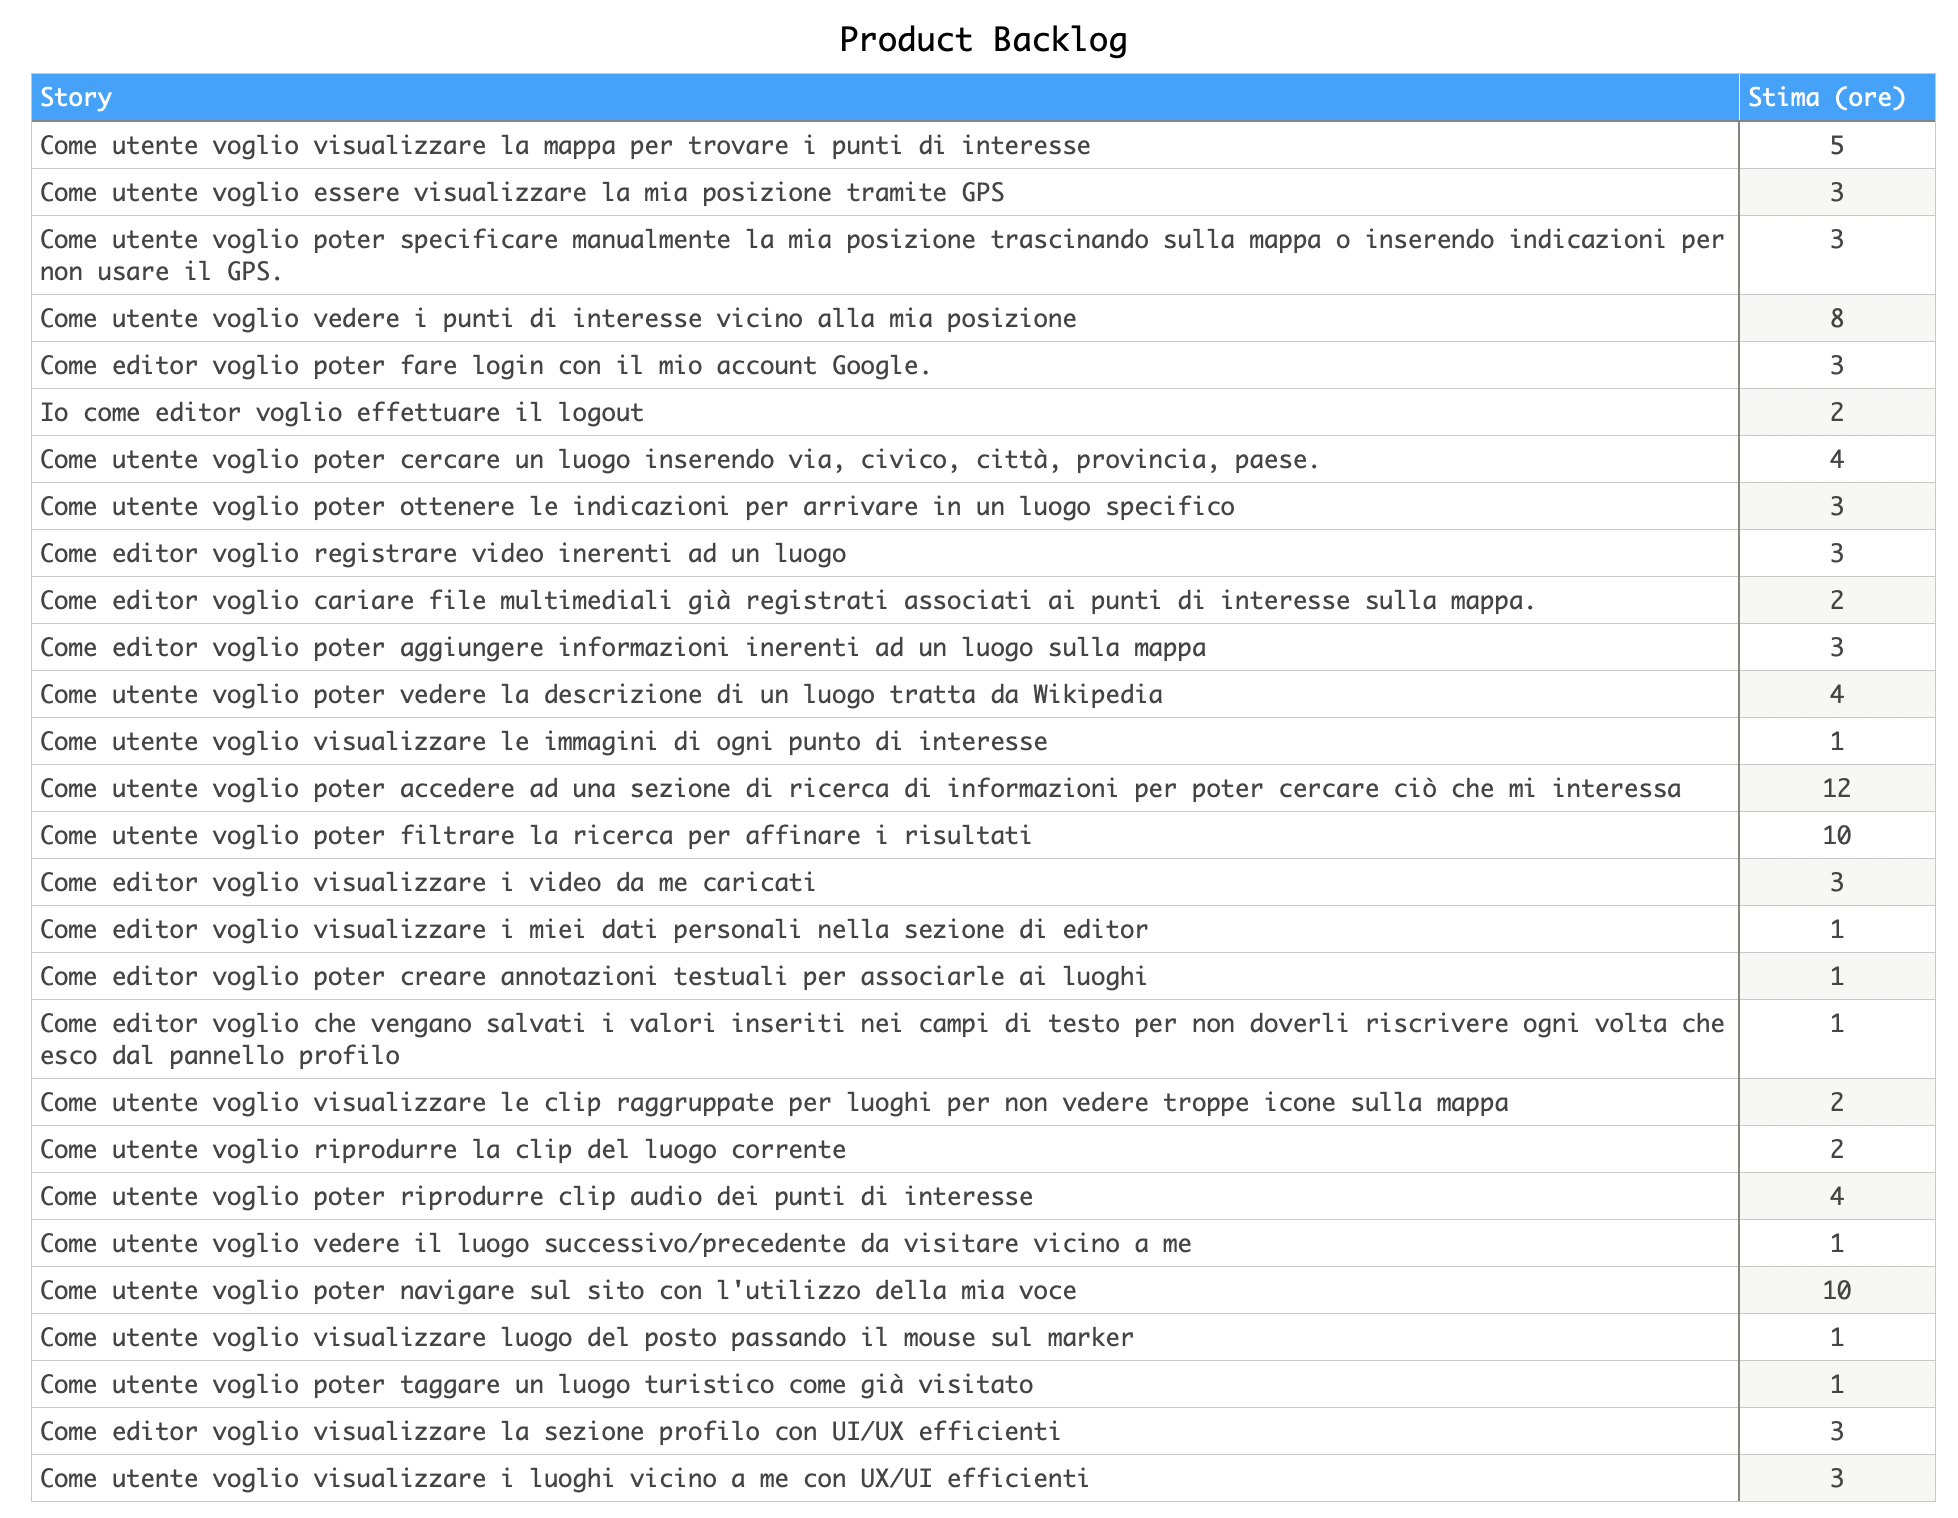 Product Backlog
Story Stima (ore)
Come utente voglio visualizzare la mappa per trovare i punti di interesse 5
Come utente voglio essere visualizzare la mia posizione tramite GPS 3
Come utente voglio poter specificare manualmente la mia posizione trascinando sulla mappa o inserendo indicazioni per 3
non usare il GPS.
Come utente voglio vedere i punti di interesse vicino alla mia posizione 8
Come editor voglio poter fare login con il mio account Google. 3
Io come editor voglio effettuare il logout 2
Come utente voglio poter cercare un luogo inserendo via, civico, città, provincia, paese. 4
Come utente voglio poter ottenere le indicazioni per arrivare in un luogo specifico 3
Come editor voglio registrare video inerenti ad un luogo 3
Come editor voglio cariare file multimediali già registrati associati ai punti di interesse sulla mappa. 2
Come editor voglio poter aggiungere informazioni inerenti ad un luogo sulla mappa 3
Come utente voglio poter vedere la descrizione di un luogo tratta da Wikipedia 4
Come utente voglio visualizzare le immagini di ogni punto di interesse 1
Come utente voglio poter accedere ad una sezione di ricerca di informazioni per poter cercare ciò che mi interessa 12
Come utente voglio poter filtrare la ricerca per affinare i risultati 10
Come editor voglio visualizzare i video da me caricati 3
Come editor voglio visualizzare i miei dati personali nella sezione di editor 1
Come editor voglio poter creare annotazioni testuali per associarle ai luoghi 1
Come editor voglio che vengano salvati i valori inseriti nei campi di testo per non doverli riscrivere ogni volta che 1
esco dal pannello profilo
Come utente voglio visualizzare le clip raggruppate per luoghi per non vedere troppe icone sulla mappa 2
Come utente voglio riprodurre la clip del luogo corrente 2
Come utente voglio poter riprodurre clip audio dei punti di interesse 4
Come utente voglio vedere il luogo successivo/precedente da visitare vicino a me 1
Come utente voglio poter navigare sul sito con l'utilizzo della mia voce 10
Come utente voglio visualizzare luogo del posto passando il mouse sul marker 1
Come utente voglio poter taggare un luogo turistico come già visitato 1
Come editor voglio visualizzare la sezione profilo con UI/UX efficienti 3
Come utente voglio visualizzare i luoghi vicino a me con UX/UI efficienti 3